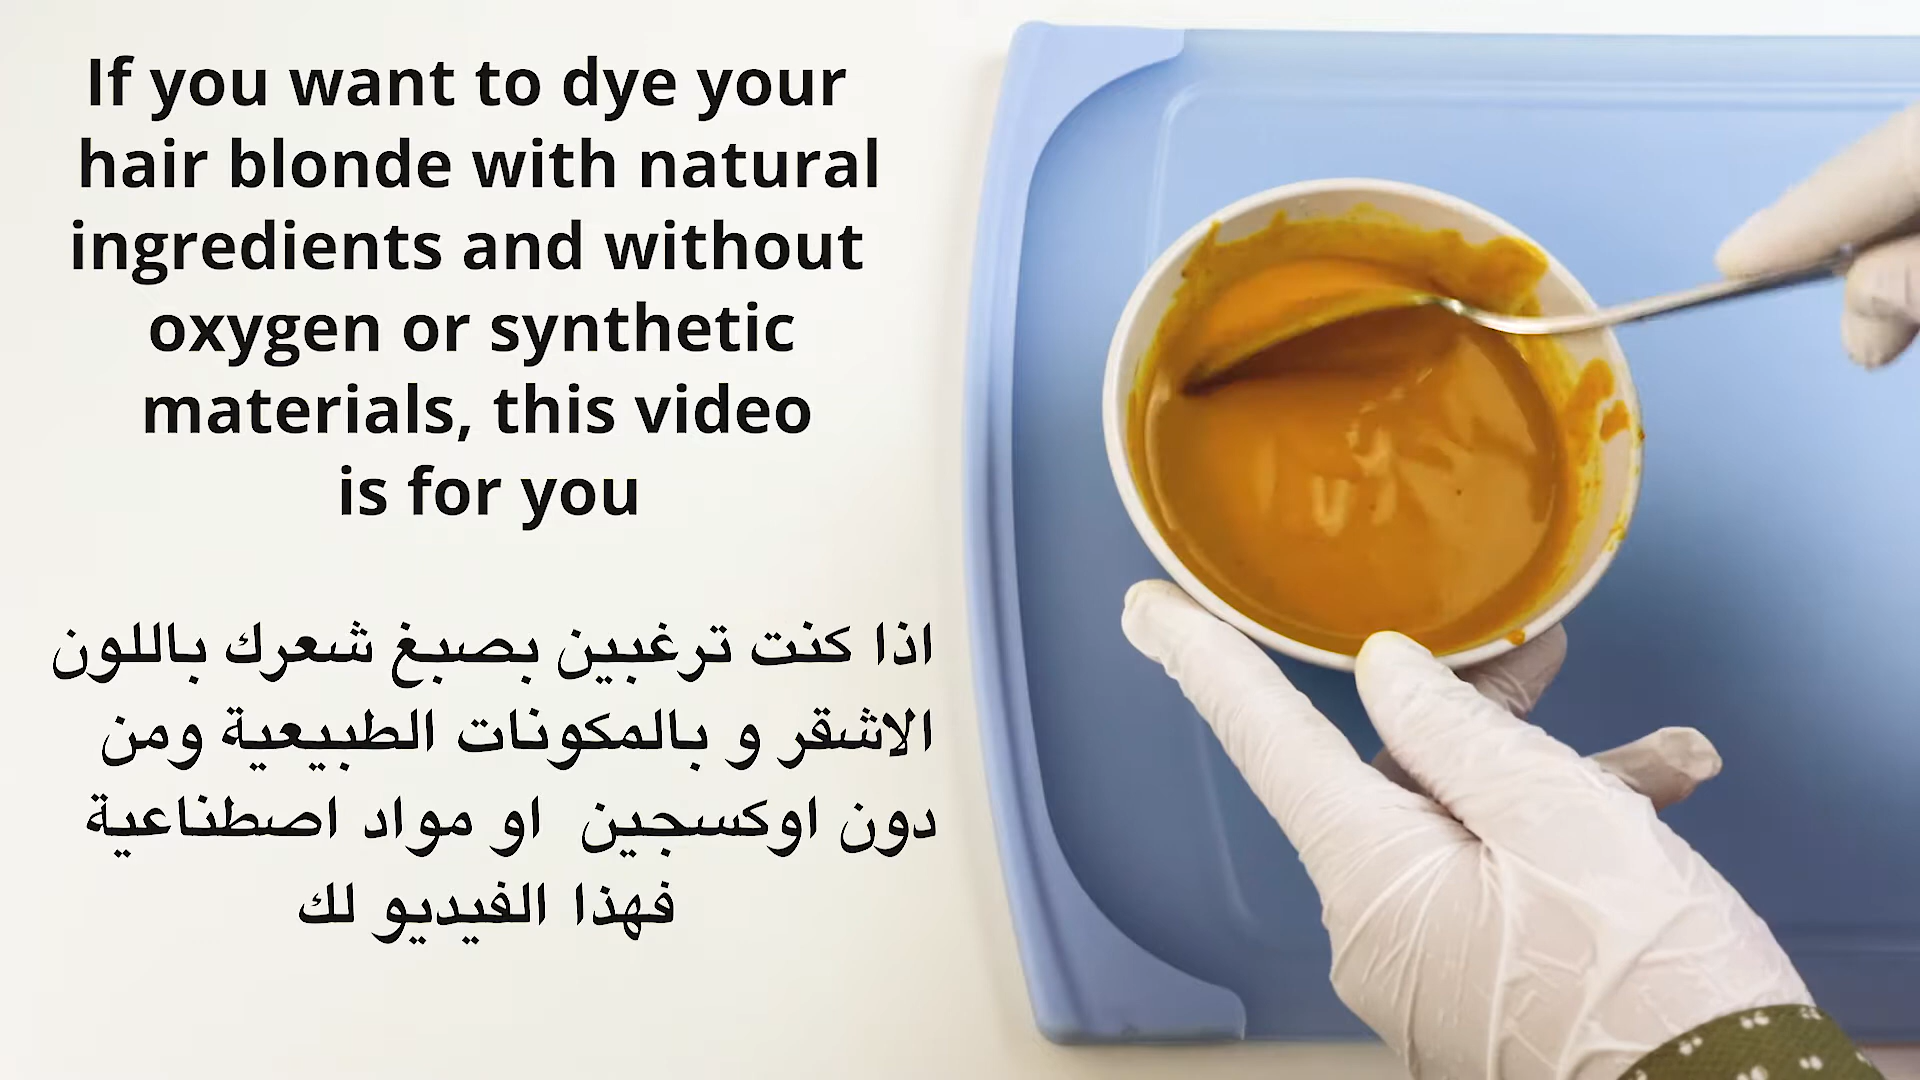 If you want to dye your
hair blonde with natural
ingredients and without
oxygen or synthetic
materials, this video
is for you
اذا كنت ترغبين بصبغ شعرك باللون
الاشقر و بالمكونات الطبيعية ومن
دون اوكسجين او مواد اصطناعية
فهذا الفيديو لك